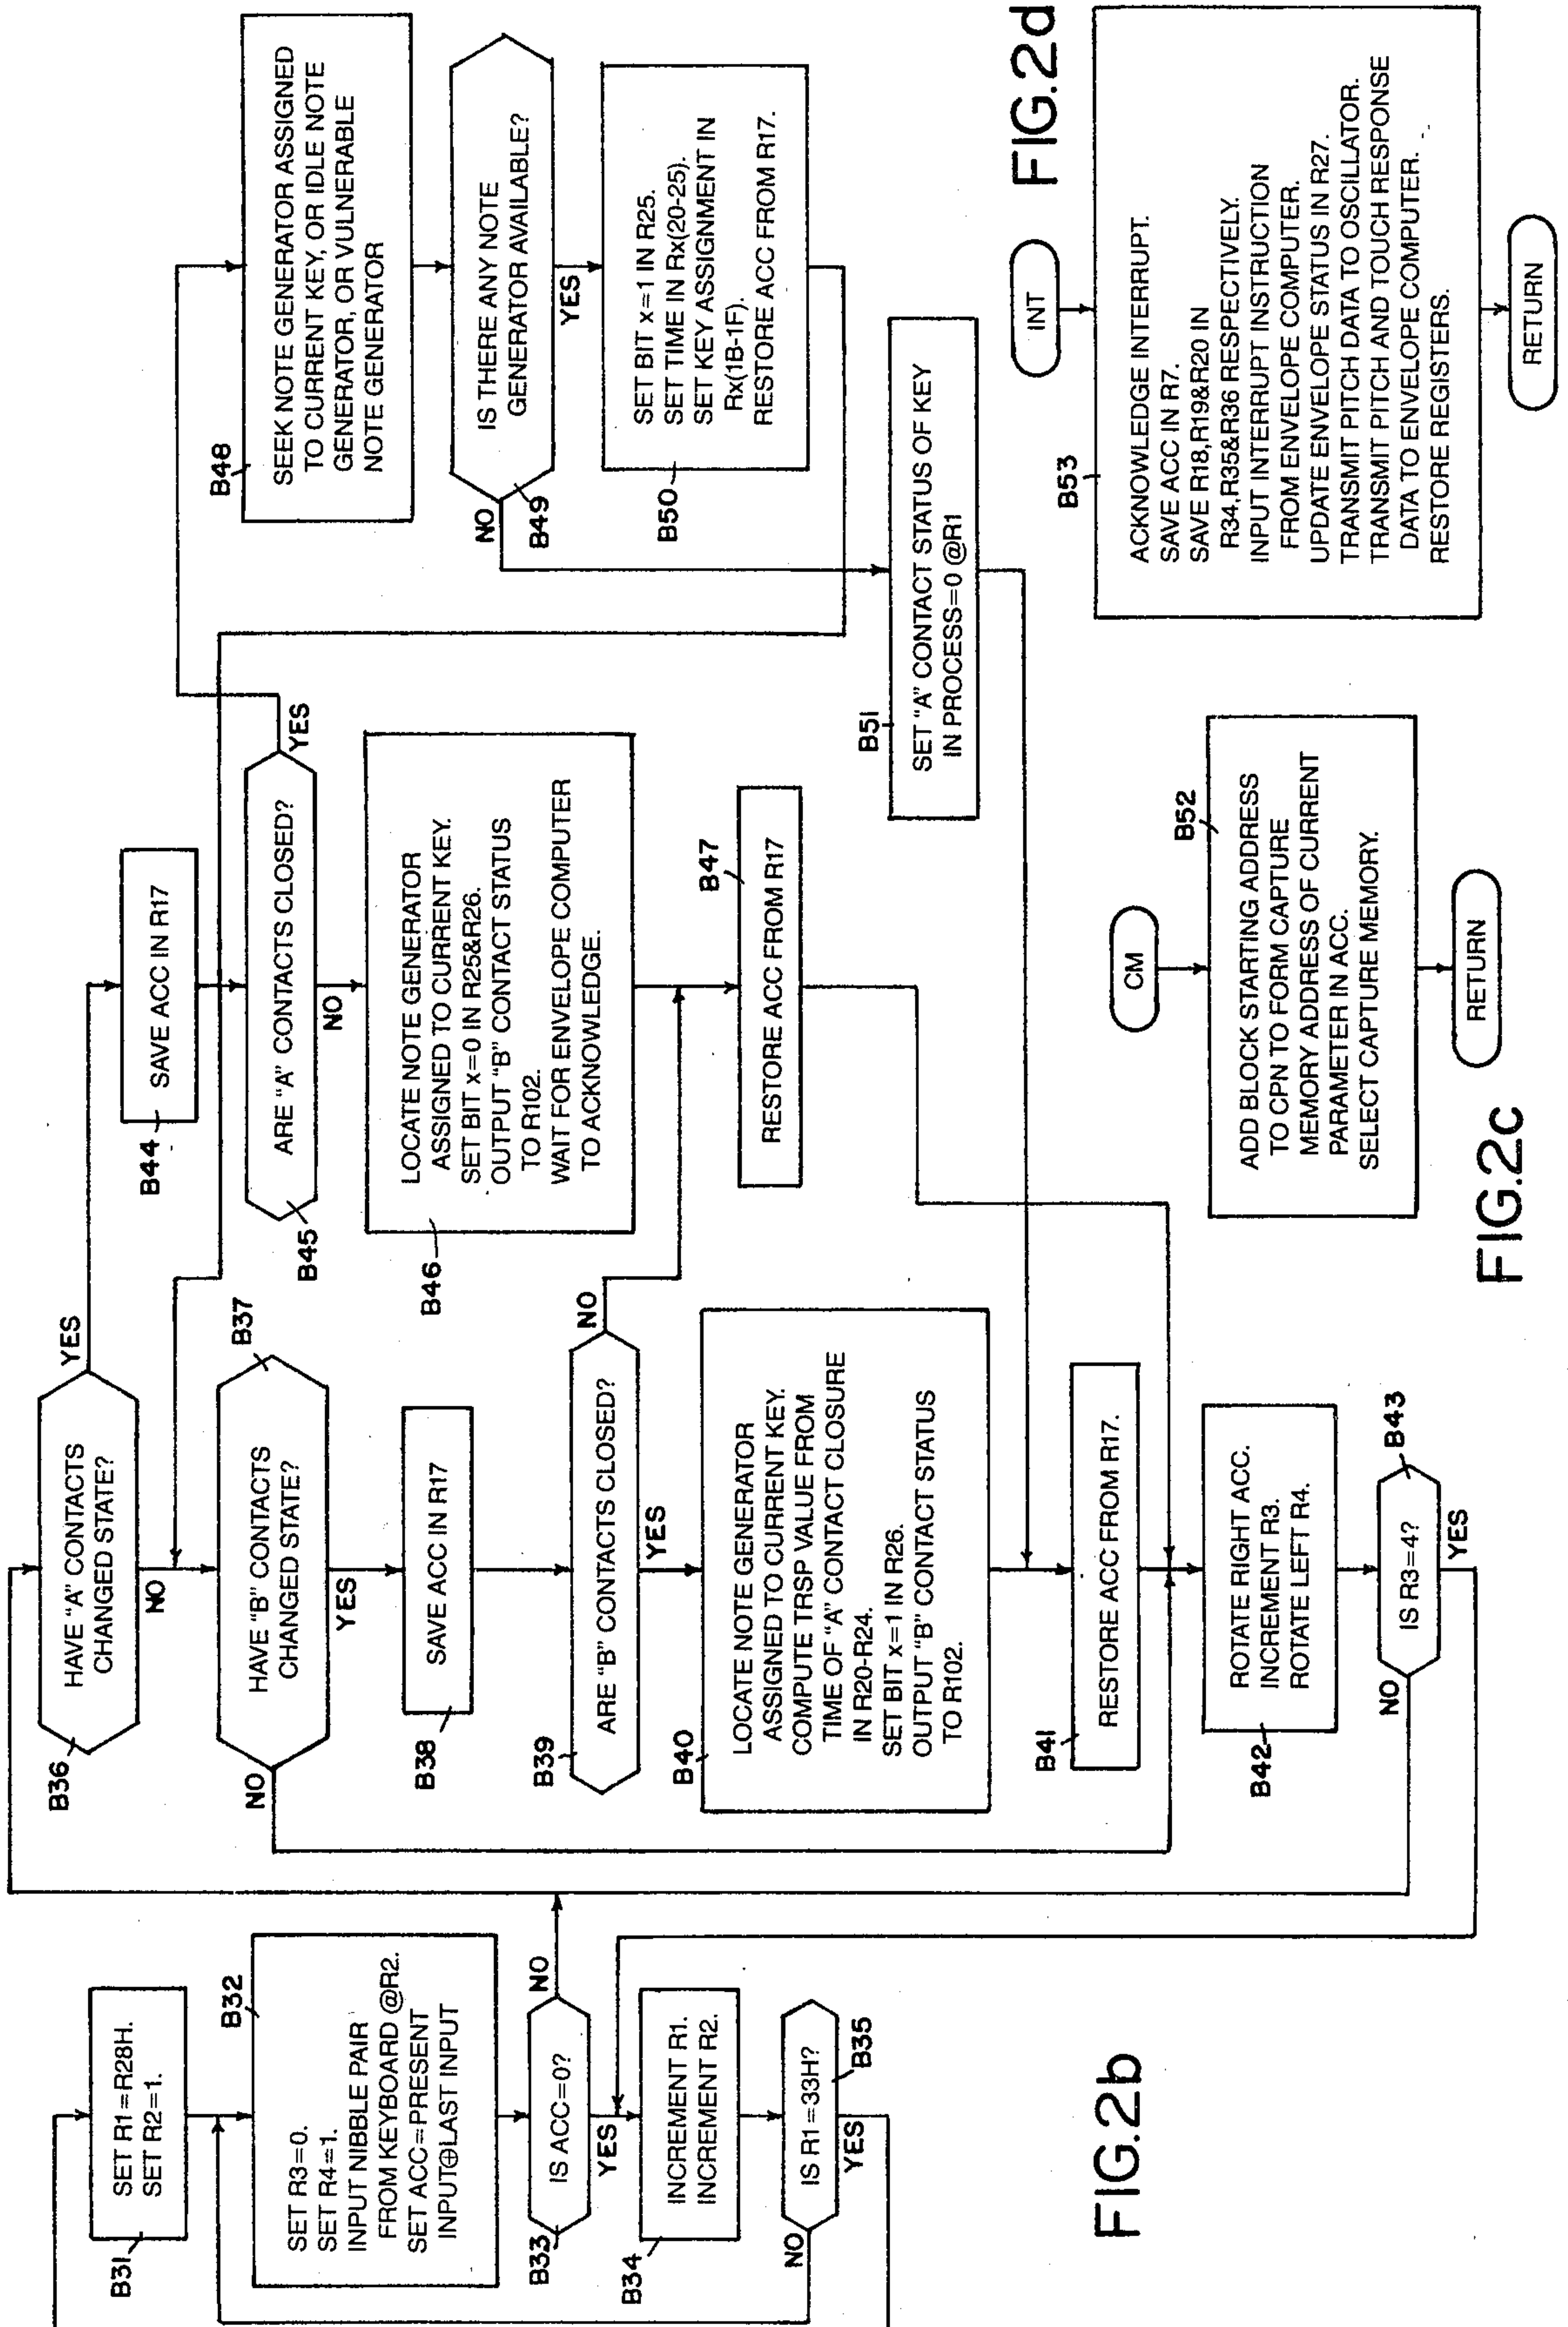 B31
SET R1=R28H.
SET R2=1.
B32
SET R3=0.
SET R4=1.
INPUT NIBBLE PAIR
FROM KEYBOARD @R2.
SET ACC=PRESENT
INPUT⊕LAST INPUT
B33
IS ACC=0?
NO
YES
B34
INCREMENT R1.
INCREMENT R2.
B35
IS R1=33H?
NO
YES
FIG.2b
B36
HAVE "A" CONTACTS
CHANGED STATE?
YES
NO
B37
HAVE "B" CONTACTS
CHANGED STATE?
NO
YES
B38
SAVE ACC IN R17
B39
ARE "B" CONTACTS CLOSED?
NO
YES
B40
LOCATE NOTE GENERATOR
ASSIGNED TO CURRENT KEY.
COMPUTE TRSP VALUE FROM
TIME OF "A" CONTACT CLOSURE
IN R20-R24.
SET BIT x=1 IN R26.
OUTPUT "B" CONTACT STATUS
TO R102.
B41
RESTORE ACC FROM R17.
B42
ROTATE RIGHT ACC.
INCREMENT R3.
ROTATE LEFT R4.
B43
IS R3=4?
NO
YES
B44
SAVE ACC IN R17
B45
ARE "A" CONTACTS CLOSED?
YES
NO
B46
LOCATE NOTE GENERATOR
ASSIGNED TO CURRENT KEY.
SET BIT x=0 IN R25&R26.
OUTPUT "B" CONTACT STATUS
TO R102.
WAIT FOR ENVELOPE COMPUTER
TO ACKNOWLEDGE.
B47
RESTORE ACC FROM R17
B48
SEEK NOTE GENERATOR ASSIGNED
TO CURRENT KEY, OR IDLE NOTE
GENERATOR, OR VULNERABLE
NOTE GENERATOR
B49
IS THERE ANY NOTE
GENERATOR AVAILABLE?
NO
YES
B50
SET BIT x=1 IN R25.
SET TIME IN Rx(20-25).
SET KEY ASSIGNMENT IN
Rx(1B-1F).
RESTORE ACC FROM R17.
B51
SET "A" CONTACT STATUS OF KEY
IN PROCESS=0 @R1
CM
B52
ADD BLOCK STARTING ADDRESS
TO CPN TO FORM CAPTURE
MEMORY ADDRESS OF CURRENT
PARAMETER IN ACC.
SELECT CAPTURE MEMORY.
RETURN
FIG.2c
INT
FIG.2d
B53
ACKNOWLEDGE INTERRUPT.
SAVE ACC IN R7.
SAVE R18,R19&R20 IN
R34,R35&R36 RESPECTIVELY.
INPUT INTERRUPT INSTRUCTION
FROM ENVELOPE COMPUTER.
UPDATE ENVELOPE STATUS IN R27.
TRANSMIT PITCH DATA TO OSCILLATOR.
TRANSMIT PITCH AND TOUCH RESPONSE
DATA TO ENVELOPE COMPUTER.
RESTORE REGISTERS.
RETURN